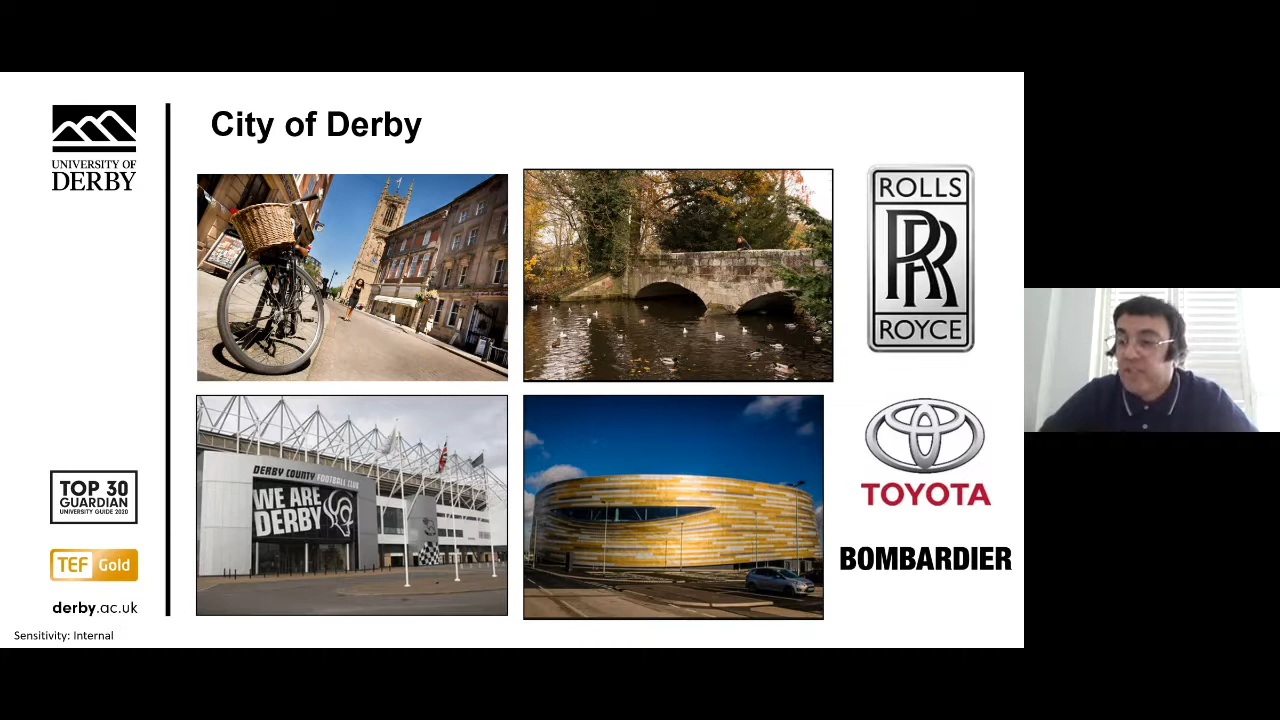 UNIVERSITY OF
DERBY
City of Derby
DERBY COUNTY FOOTBALL CLUB
WE ARE
DERBY
ROLLS
RR
ROYCE
TOYOTA
BOMBARDIER
TOP 30
GUARDIAN
UNIVERSITY GUIDE 2020
TEF Gold
derby.ac.uk
Sensitivity: Internal